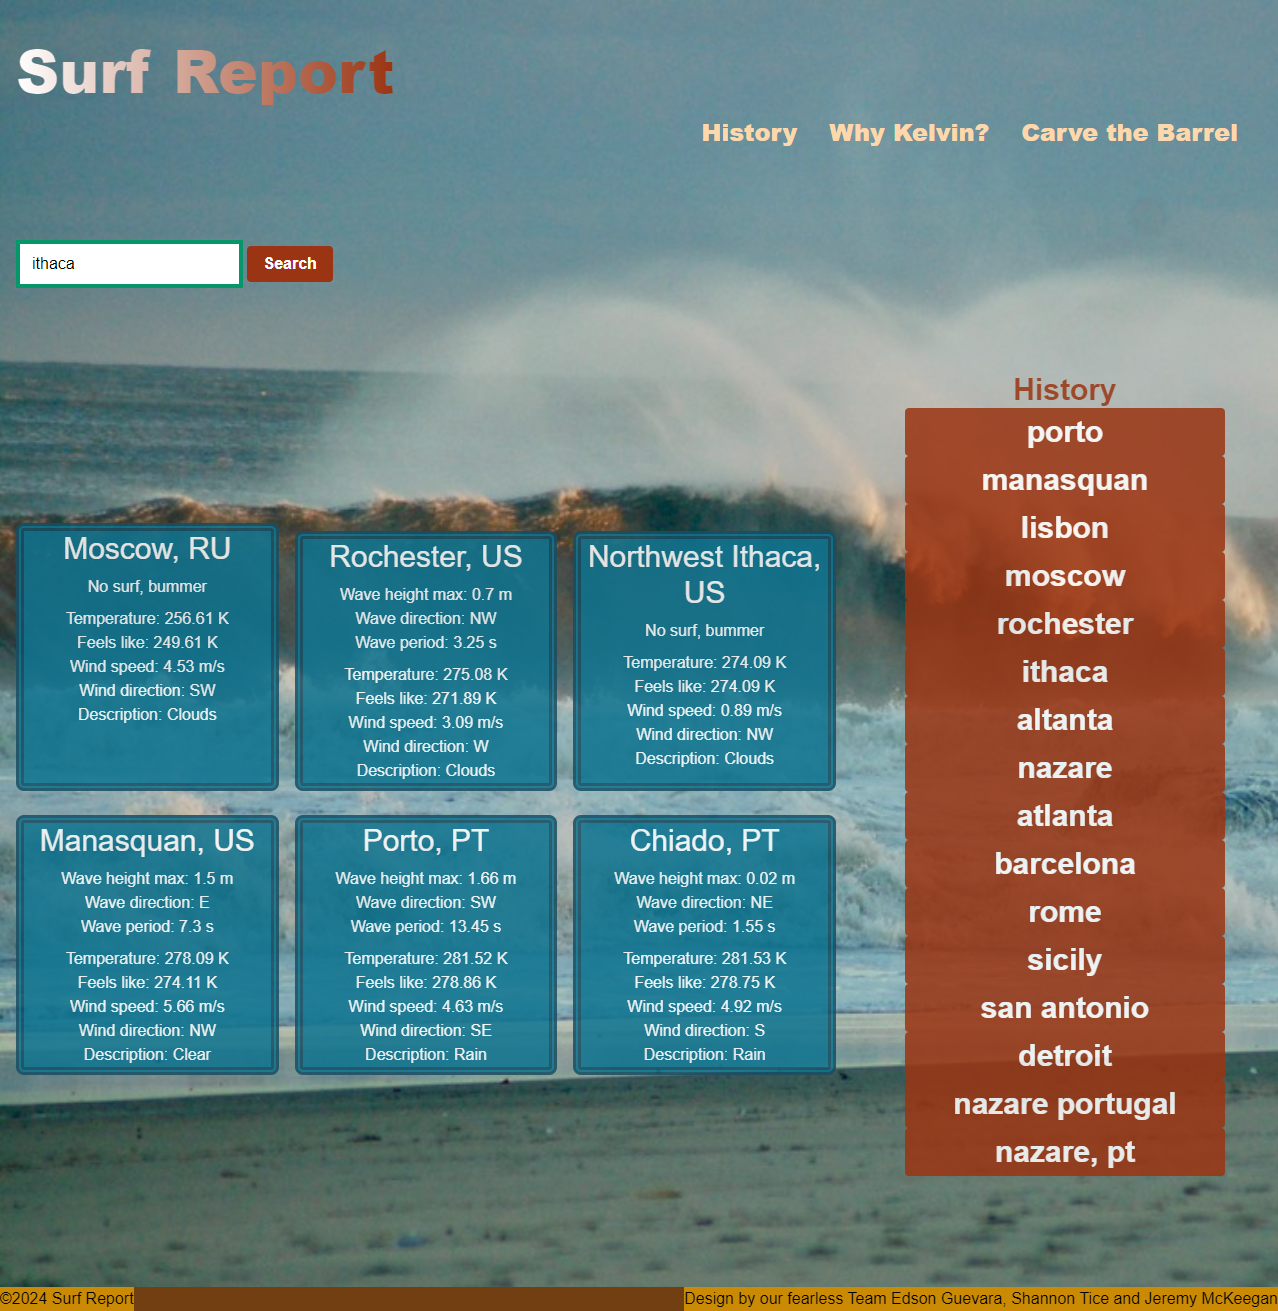 Surf Report
History Why Kelvin? Carve the Barrel
ithaca Search
Moscow, RU
No surf, bummer
Temperature: 256.61 K
Feels like: 249.61 K
Wind speed: 4.53 m/s
Wind direction: SW
Description: Clouds
Rochester, US
Wave height max: 0.7 m
Wave direction: NW
Wave period: 3.25 s
Temperature: 275.08 K
Feels like: 271.89 K
Wind speed: 3.09 m/s
Wind direction: W
Description: Clouds
Northwest Ithaca,
US
No surf, bummer
Temperature: 274.09 K
Feels like: 274.09 K
Wind speed: 0.89 m/s
Wind direction: NW
Description: Clouds
Manasquan, US
Wave height max: 1.5 m
Wave direction: E
Wave period: 7.3 s
Temperature: 278.09 K
Feels like: 274.11 K
Wind speed: 5.66 m/s
Wind direction: NW
Description: Clear
Porto, PT
Wave height max: 1.66 m
Wave direction: SW
Wave period: 13.45 s
Temperature: 281.52 K
Feels like: 278.86 K
Wind speed: 4.63 m/s
Wind direction: SE
Description: Rain
Chiado, PT
Wave height max: 0.02 m
Wave direction: NE
Wave period: 1.55 s
Temperature: 281.53 K
Feels like: 278.75 K
Wind speed: 4.92 m/s
Wind direction: S
Description: Rain
History
porto
manasquan
lisbon
moscow
rochester
ithaca
altanta
nazare
atlanta
barcelona
rome
sicily
san antonio
detroit
nazare portugal
nazare, pt
©2024 Surf Report
Design by our fearless Team Edson Guevara, Shannon Tice and Jeremy McKeegan